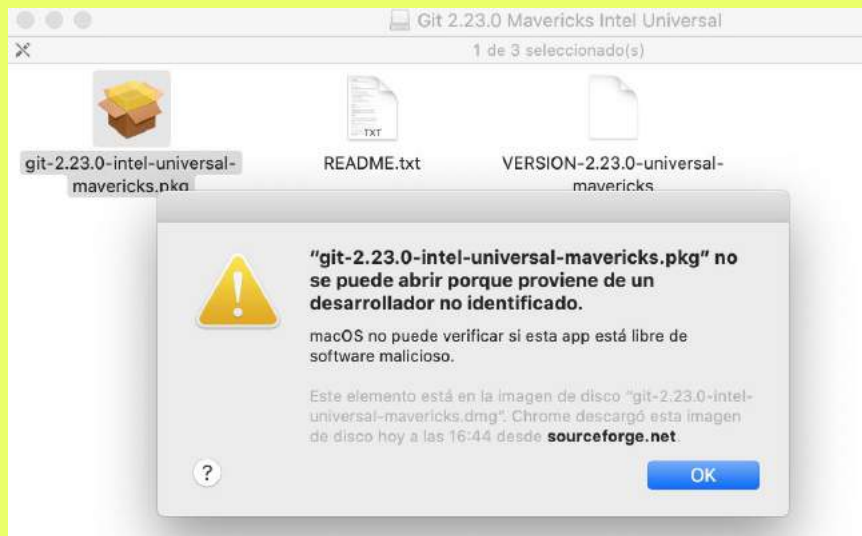 Git 2.23.0 Mavericks Intel Universal
1 de 3 seleccionado(s)
git-2.23.0-intel-universal-
mavericks.pkg
README.txt
VERSION-2.23.0-universal-
mavericks
TXT
"git-2.23.0-intel-universal-mavericks.pkg" no
se puede abrir porque proviene de un
desarrollador no identificado.
macOS no puede verificar si esta app está libre de
software malicioso.
Este elemento está en la imagen de disco "git-2.23.0-intel-
universal-mavericks.dmg". Chrome descargó esta imagen
de disco hoy a las 16:44 desde sourceforge.net.
?
OK